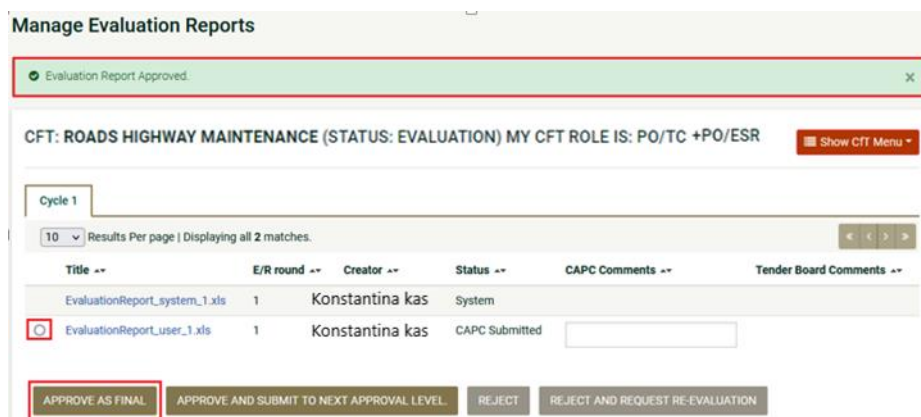 Manage Evaluation Reports
Evaluation Report Approved.
CFT: ROADS HIGHWAY MAINTENANCE (STATUS: EVALUATION) MY CFT ROLE IS: PO/TC +PO/ESR
Show CfT Menu
Cycle 1
10 Results Per page | Displaying all 2 matches. « < > »
Title E/R round Creator Status CAPC Comments Tender Board Comments
EvaluationReport_system_1.xls 1 Konstantina kas System
EvaluationReport_user_1.xls 1 Konstantina kas CAPC Submitted
APPROVE AS FINAL APPROVE AND SUBMIT TO NEXT APPROVAL LEVEL. REJECT REJECT AND REQUEST RE-EVALUATION